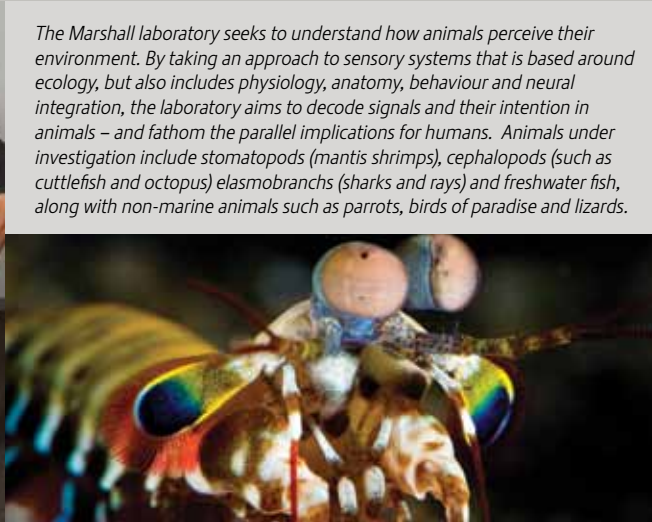 The Marshall laboratory seeks to understand how animals perceive their
environment. By taking an approach to sensory systems that is based around
ecology, but also includes physiology, anatomy, behaviour and neural
integration, the laboratory aims to decode signals and their intention in
animals – and fathom the parallel implications for humans.  Animals under
investigation include stomatopods (mantis shrimps), cephalopods (such as
cuttlefish and octopus) elasmobranchs (sharks and rays) and freshwater fish,
along with non-marine animals such as parrots, birds of paradise and lizards.